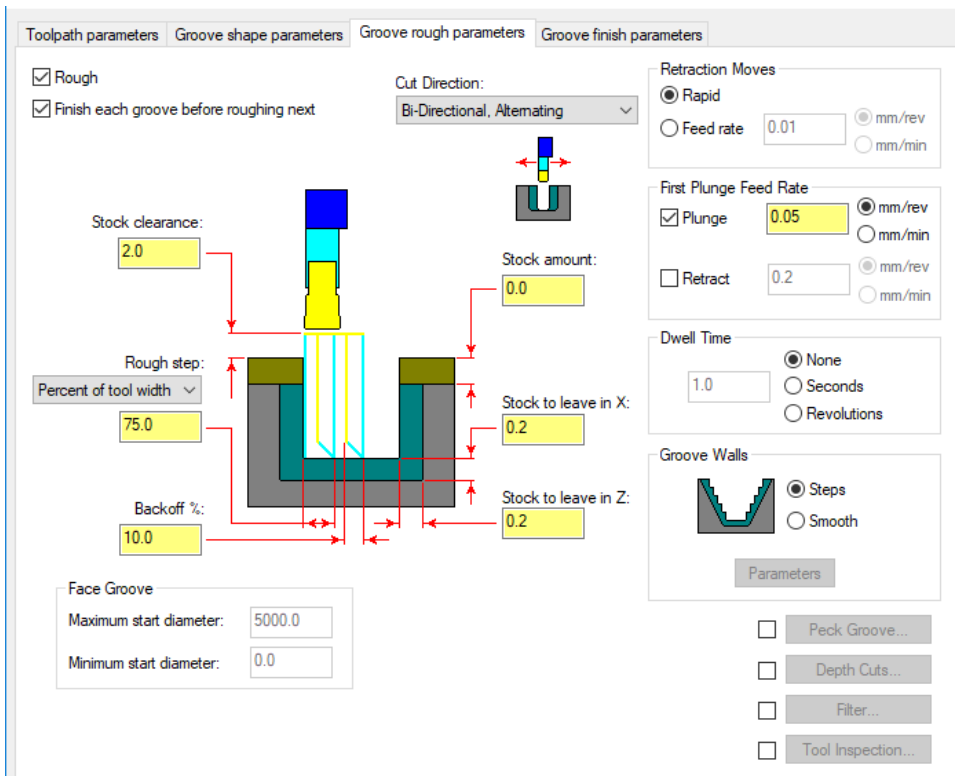 Toolpath parameters
Groove shape parameters
Groove rough parameters
Groove finish parameters
Rough
Finish each groove before roughing next
Cut Direction:
Bi-Directional, Alternating
Stock clearance:
2.0
Rough step:
Percent of tool width
75.0
Backoff %:
10.0
Stock amount:
0.0
Stock to leave in X:
0.2
Stock to leave in Z:
0.2
Face Groove
Maximum start diameter:
5000.0
Minimum start diameter:
0.0
Retraction Moves
Rapid
Feed rate
0.01
mm/rev
mm/min
First Plunge Feed Rate
Plunge
0.05
mm/rev
mm/min
Retract
0.2
mm/rev
mm/min
Dwell Time
None
1.0
Seconds
Revolutions
Groove Walls
Steps
Smooth
Parameters
Peck Groove...
Depth Cuts...
Filter...
Tool Inspection...